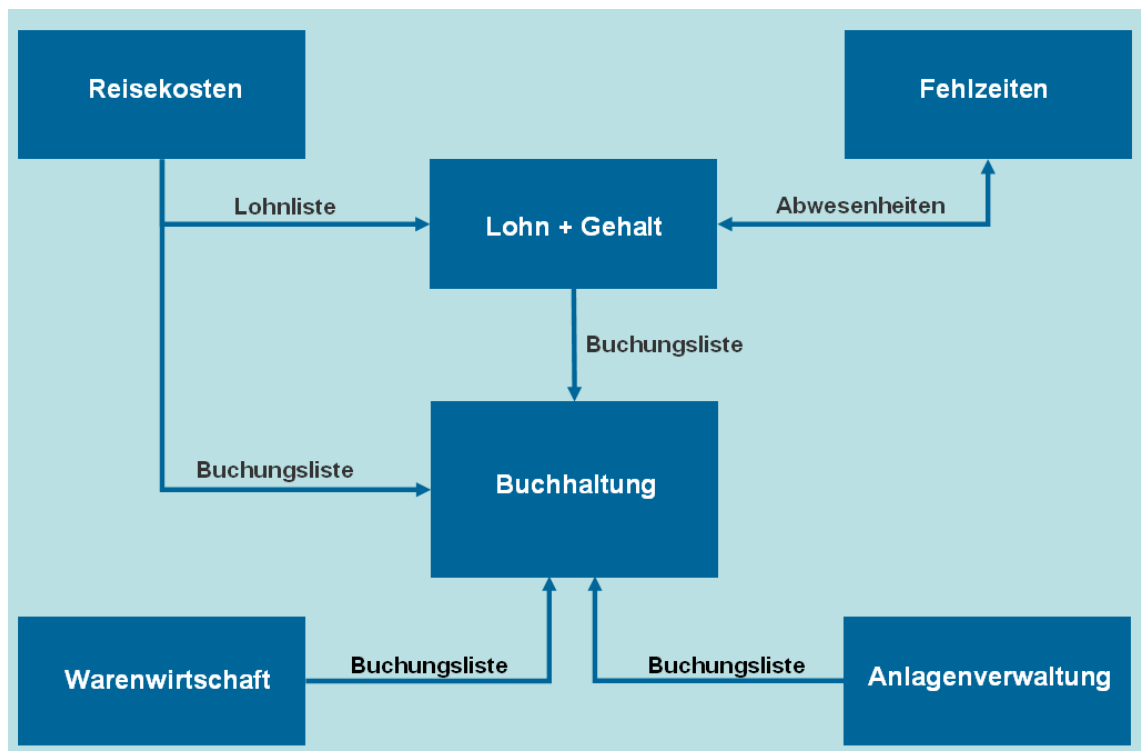 Reisekosten
Fehlzeiten
Lohnliste
Lohn + Gehalt
Abwesenheiten
Buchungsliste
Buchungsliste
Buchhaltung
Warenwirtschaft
Buchungsliste
Buchungsliste
Anlagenverwaltung